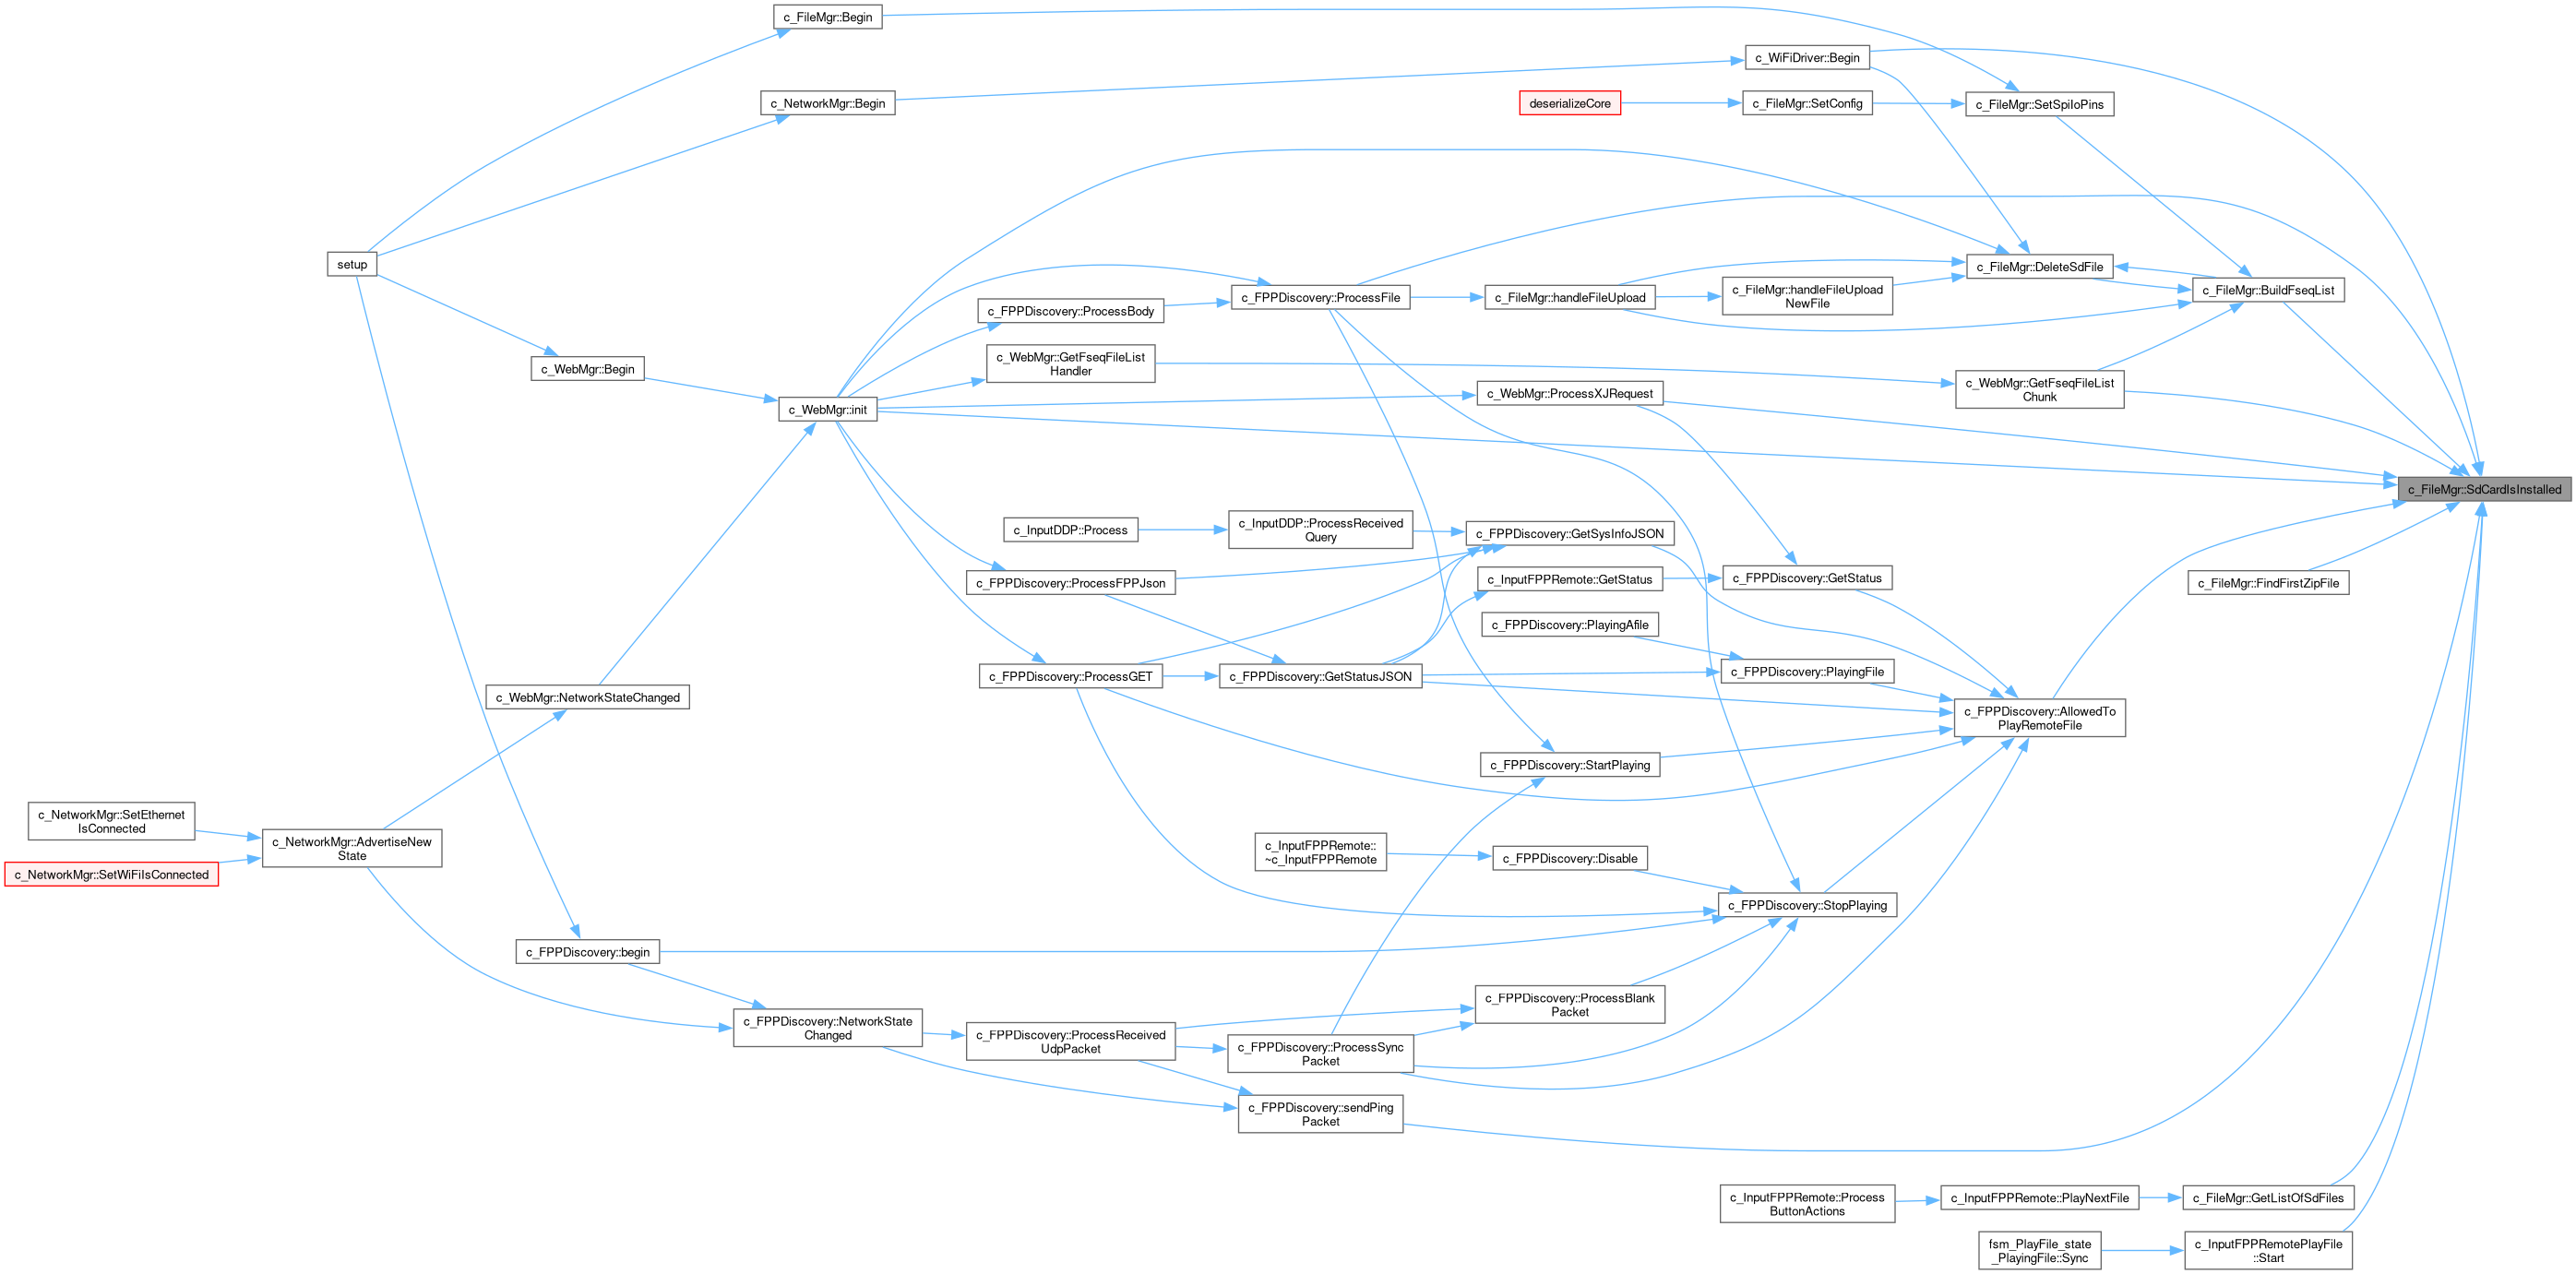 c_FileMgr::Begin
c_WiFiDriver::Begin
c_NetworkMgr::Begin
deserializeCore
c_FileMgr::SetConfig
c_FileMgr::SetSpiIoPins
setup
c_FileMgr::DeleteSdFile
c_FPPDiscovery::ProcessFile
c_FileMgr::handleFileUpload
c_FileMgr::handleFileUpload
NewFile
c_FileMgr::BuildFseqList
c_FPPDiscovery::ProcessBody
c_WebMgr::Begin
c_WebMgr::GetFseqFileList
Handler
c_WebMgr::init
c_WebMgr::ProcessXJRequest
c_WebMgr::GetFseqFileList
Chunk
c_FileMgr::SdCardIsInstalled
c_InputDDP::Process
c_InputDDP::ProcessReceived
Query
c_FPPDiscovery::GetSysInfoJSON
c_FPPDiscovery::ProcessFPPJson
c_InputFPPRemote::GetStatus
c_FPPDiscovery::GetStatus
c_FileMgr::FindFirstZipFile
c_FPPDiscovery::PlayingAfile
c_WebMgr::NetworkStateChanged
c_FPPDiscovery::ProcessGET
c_FPPDiscovery::GetStatusJSON
c_FPPDiscovery::PlayingFile
c_FPPDiscovery::AllowedTo
PlayRemoteFile
c_FPPDiscovery::StartPlaying
c_NetworkMgr::SetEthernet
IsConnected
c_NetworkMgr::SetWiFiIsConnected
c_NetworkMgr::AdvertiseNew
State
c_InputFPPRemote::
~c_InputFPPRemote
c_FPPDiscovery::Disable
c_FPPDiscovery::StopPlaying
c_FPPDiscovery::begin
c_FPPDiscovery::NetworkState
Changed
c_FPPDiscovery::ProcessReceived
UdpPacket
c_FPPDiscovery::ProcessSync
Packet
c_FPPDiscovery::ProcessBlank
Packet
c_FPPDiscovery::sendPing
Packet
c_InputFPPRemote::Process
ButtonActions
c_InputFPPRemote::PlayNextFile
c_FileMgr::GetListOfSdFiles
fsm_PlayFile_state
_PlayingFile::Sync
c_InputFPPRemotePlayFile
::Start